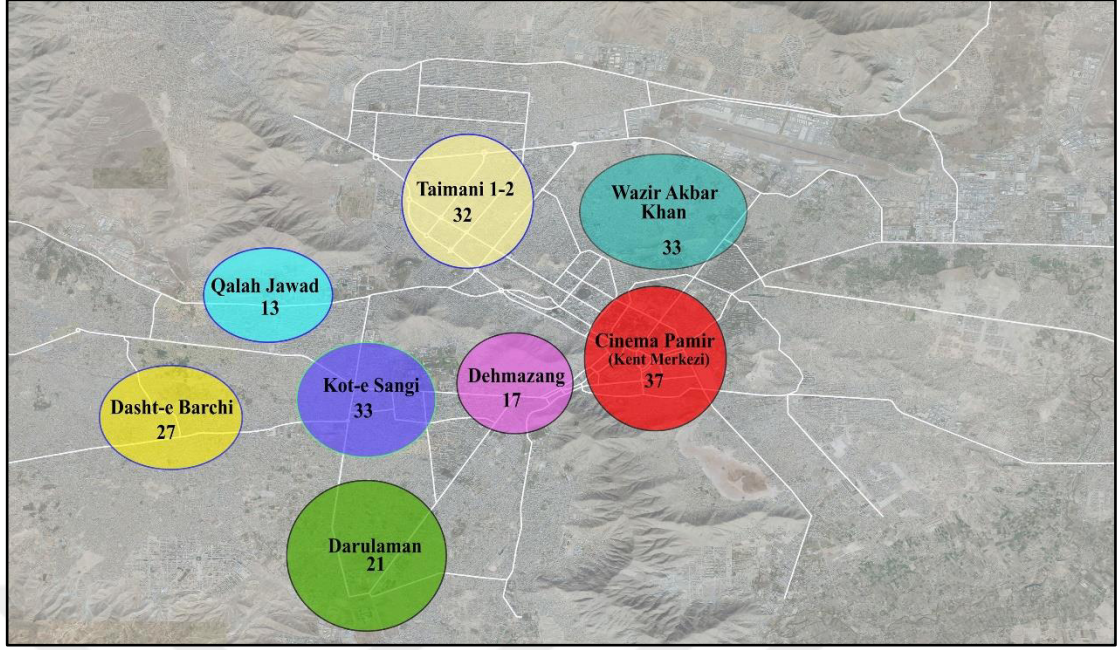 Taimani 1-2
32
Wazir Akbar
Khan
33
Qalah Jawad
13
Cinema Pamir
(Kent Merkezi)
37
Kot-e Sangi
33
Dehmazang
17
Dasht-e Barchi
27
Darulaman
21